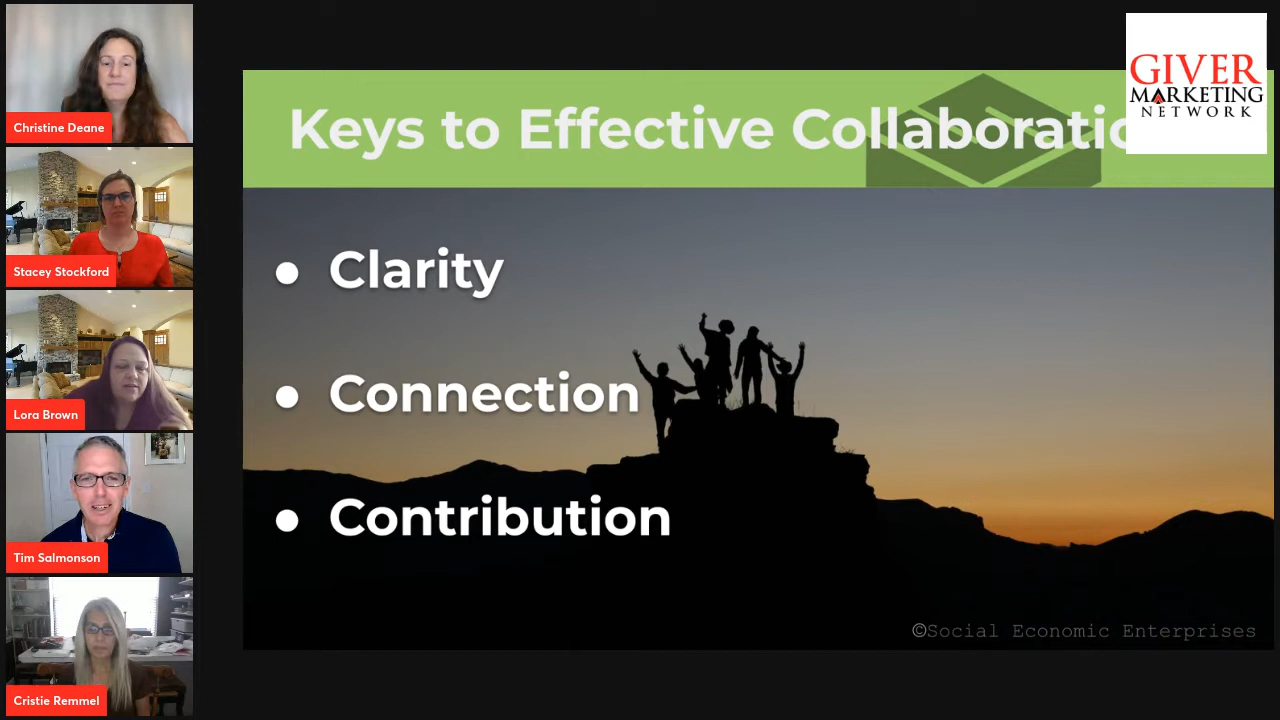 Christine Deane
Stacey Stockford
Lora Brown
Tim Salmonson
Cristie Remmel
Keys to Effective Collaboratio
GIVER
MARKETING
NETWORK
● Clarity
● Connection
● Contribution
©Social Economic Enterprises